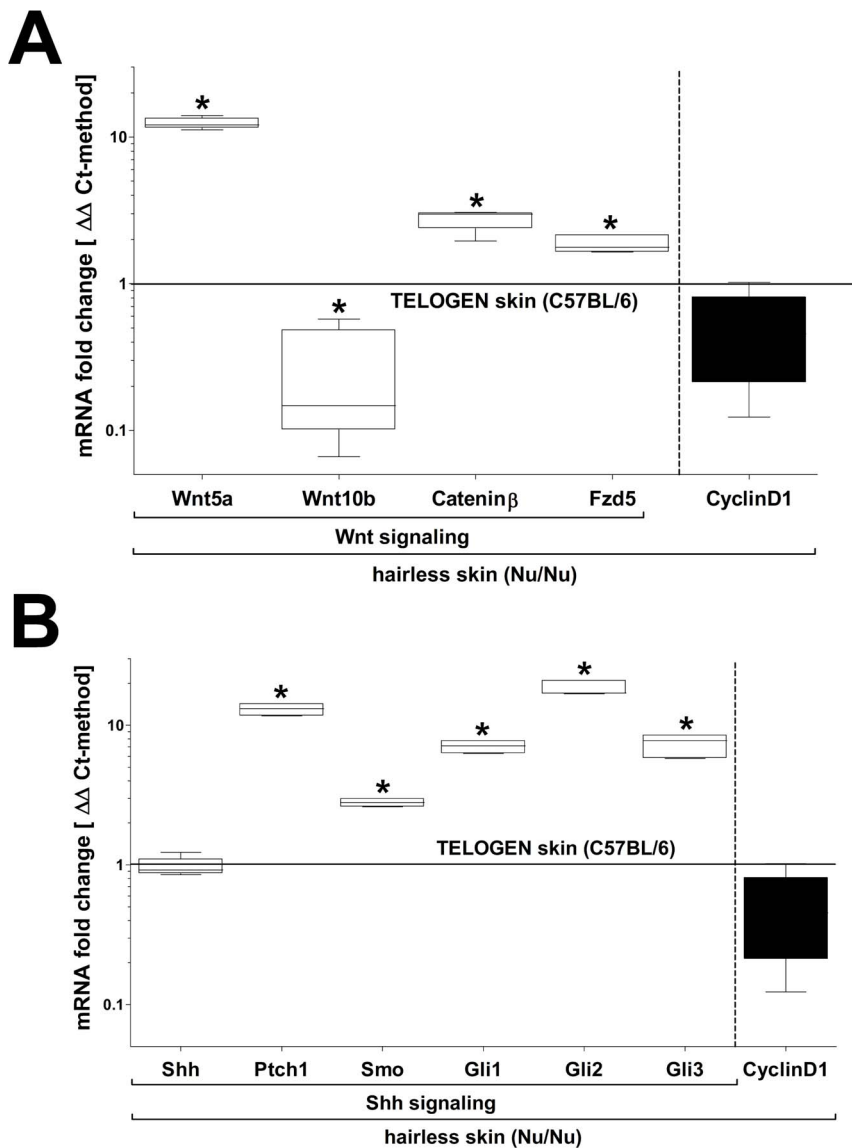 A
mRNA fold change [ ΔΔ Ct-method]
10
1
0.1
*
*
*
*
TELOGEN skin (C57BL/6)
Wnt5a Wnt10b Cateninβ Fzd5 CyclinD1
Wnt signaling
hairless skin (Nu/Nu)
B
mRNA fold change [ ΔΔ Ct-method]
10
1
0.1
*
*
*
*
*
TELOGEN skin (C57BL/6)
Shh Ptch1 Smo Gli1 Gli2 Gli3 CyclinD1
Shh signaling
hairless skin (Nu/Nu)